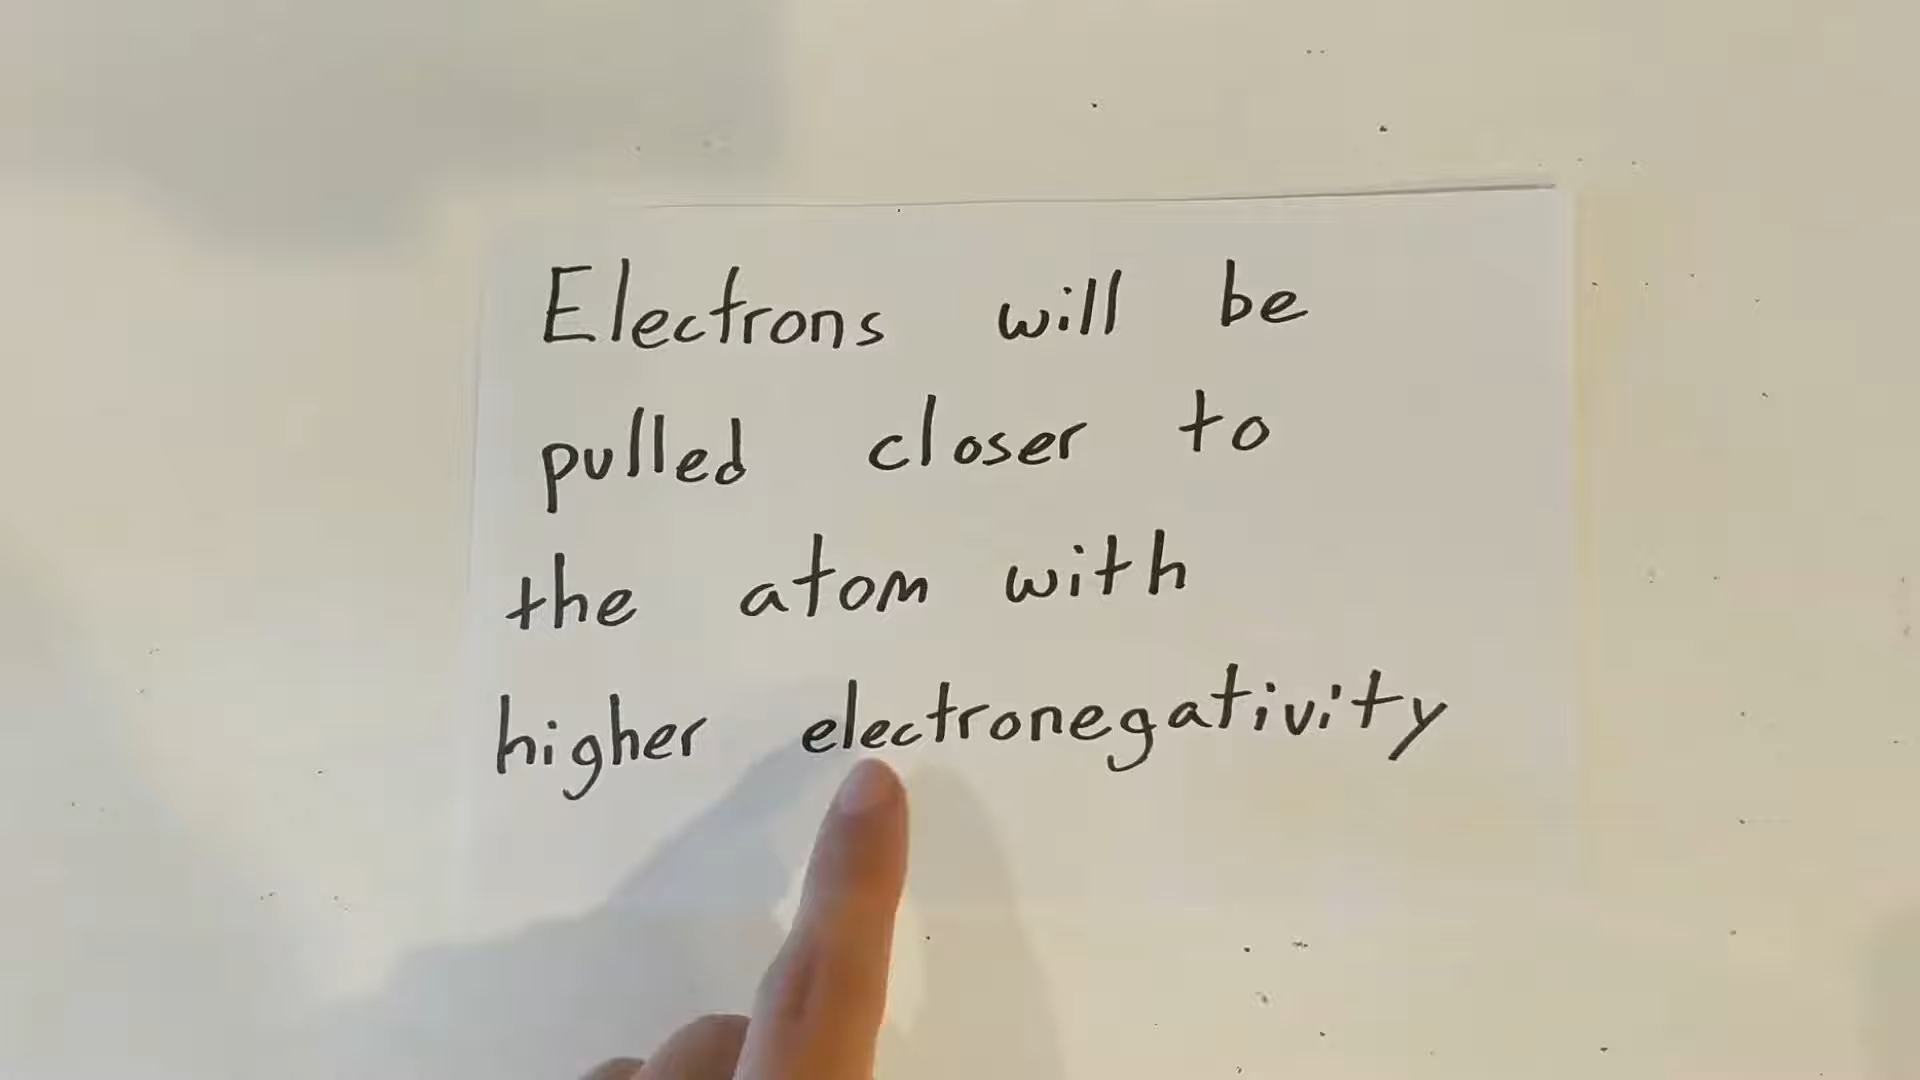 Electrons will be
pulled closer to
the atom with
higher electronegativity